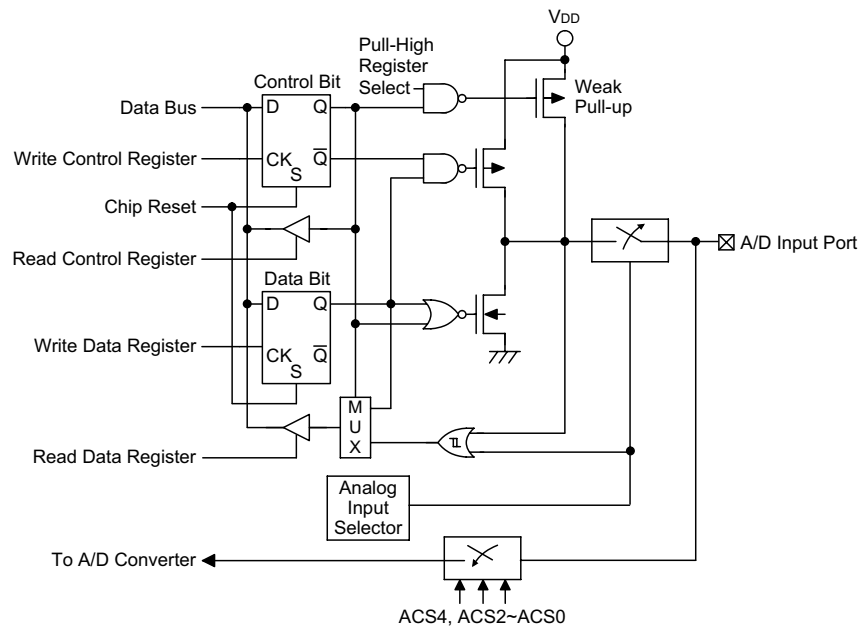 VDD
Pull-High
Register
Select
Weak
Pull-up
Control Bit
Data Bus
D
Q
Write Control Register
CK
Q
S
Chip Reset
Read Control Register
A/D Input Port
Data Bit
D
Q
Write Data Register
CK
Q
S
M
U
X
Read Data Register
Analog
Input
Selector
To A/D Converter
ACS4, ACS2~ACS0